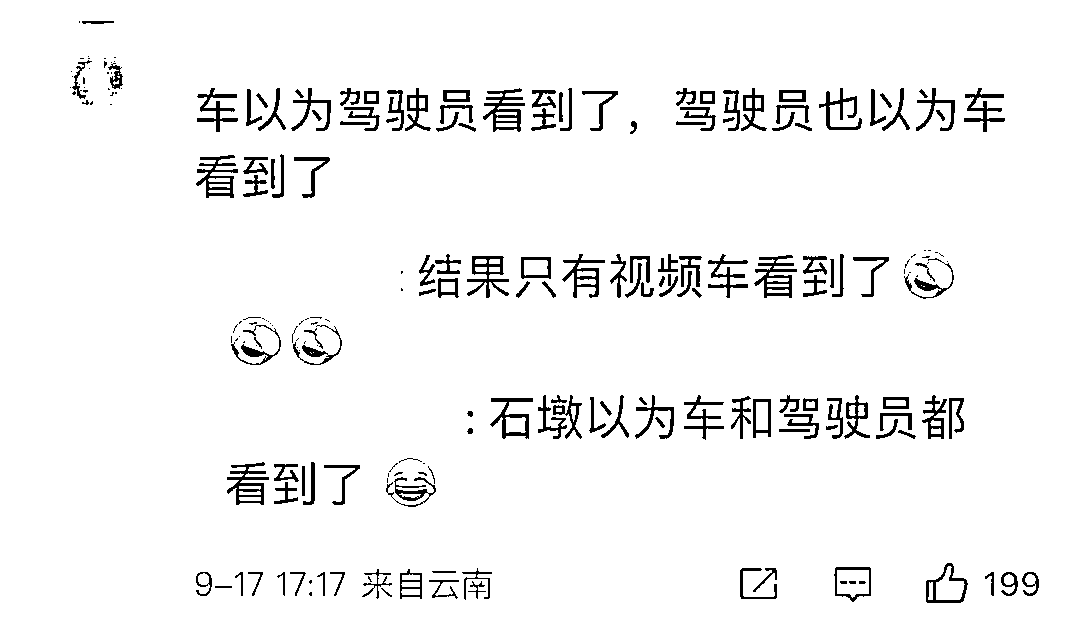 车以为驾驶员看到了，驾驶员也以为车
看到了
: 结果只有视频车看到了🤣
🤣🤣
: 石墩以为车和驾驶员都
看到了 😂
9-17 17:17 来自云南 199